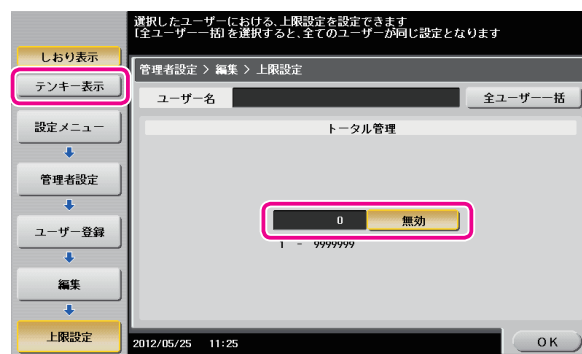 選択したユーザーにおける、上限設定を設定できます
「全ユーザー一括」を選択すると、全てのユーザーが同じ設定となります
しおり表示
テンキー表示
管理者設定 > 編集 > 上限設定
ユーザー名
全ユーザー一括
設定メニュー
トータル管理
管理者設定
ユーザー登録
0 無効
1 - 9999999
編集
上限設定
2012/05/25 11:25
OK